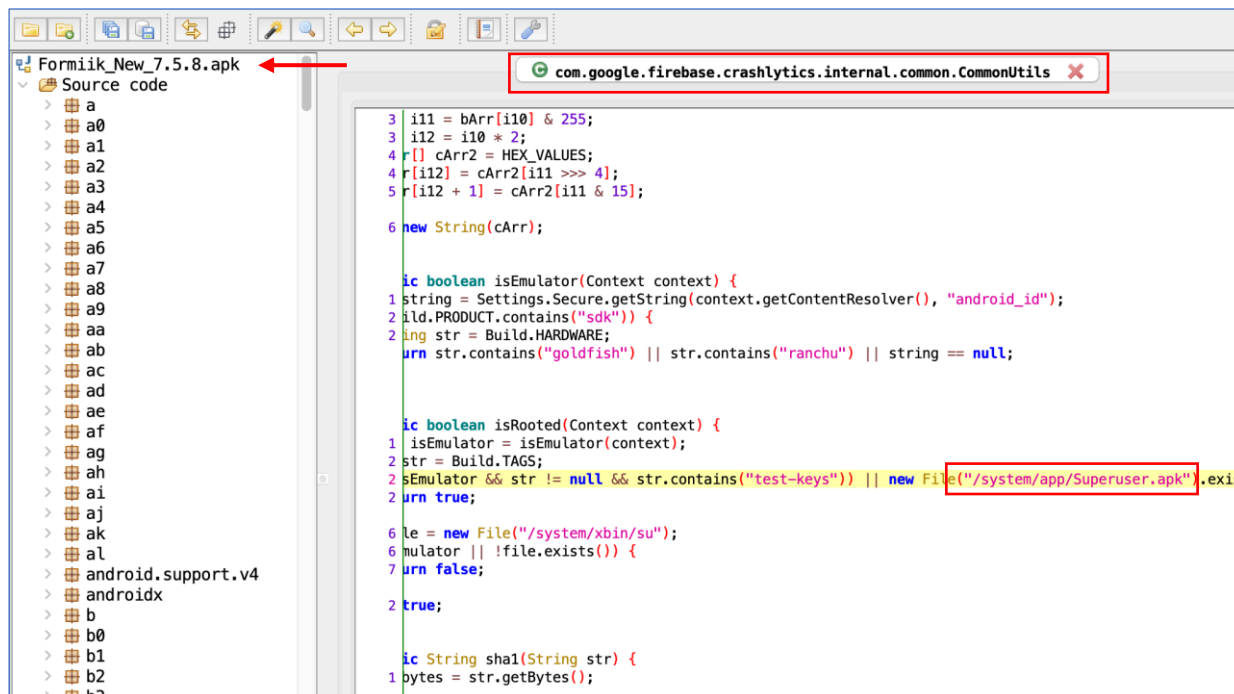 Formiik_New_7.5.8.apk
Source code
a
a0
a1
a2
a3
a4
a5
a6
a7
a8
a9
aa
ab
ac
ad
ae
af
ag
ah
ai
aj
ak
al
android.support.v4
androidx
b
b0
b1
b2
com.google.firebase.crashlytics.internal.common.CommonUtils
3 i11 = bArr[i10] & 255;
3 i12 = i10 * 2;
4 r[] cArr2 = HEX_VALUES;
4 r[i12] = cArr2[i11 >>> 4];
5 r[i12 + 1] = cArr2[i11 & 15];
6 new String(cArr);
ic boolean isEmulator(Context context) {
1 string = Settings.Secure.getString(context.getContentResolver(), "android_id");
2 ild.PRODUCT.contains("sdk")) {
2 ing str = Build.HARDWARE;
urn str.contains("goldfish") || str.contains("ranchu") || string == null;
ic boolean isRooted(Context context) {
1 isEmulator = isEmulator(context);
2 str = Build.TAGS;
2 sEmulator && str != null && str.contains("test-keys")) || new File("/system/app/Superuser.apk").exi
2 urn true;
6 le = new File("/system/xbin/su");
6 mulator || !file.exists()) {
7 urn false;
2 true;
ic String sha1(String str) {
1 bytes = str.getBytes();